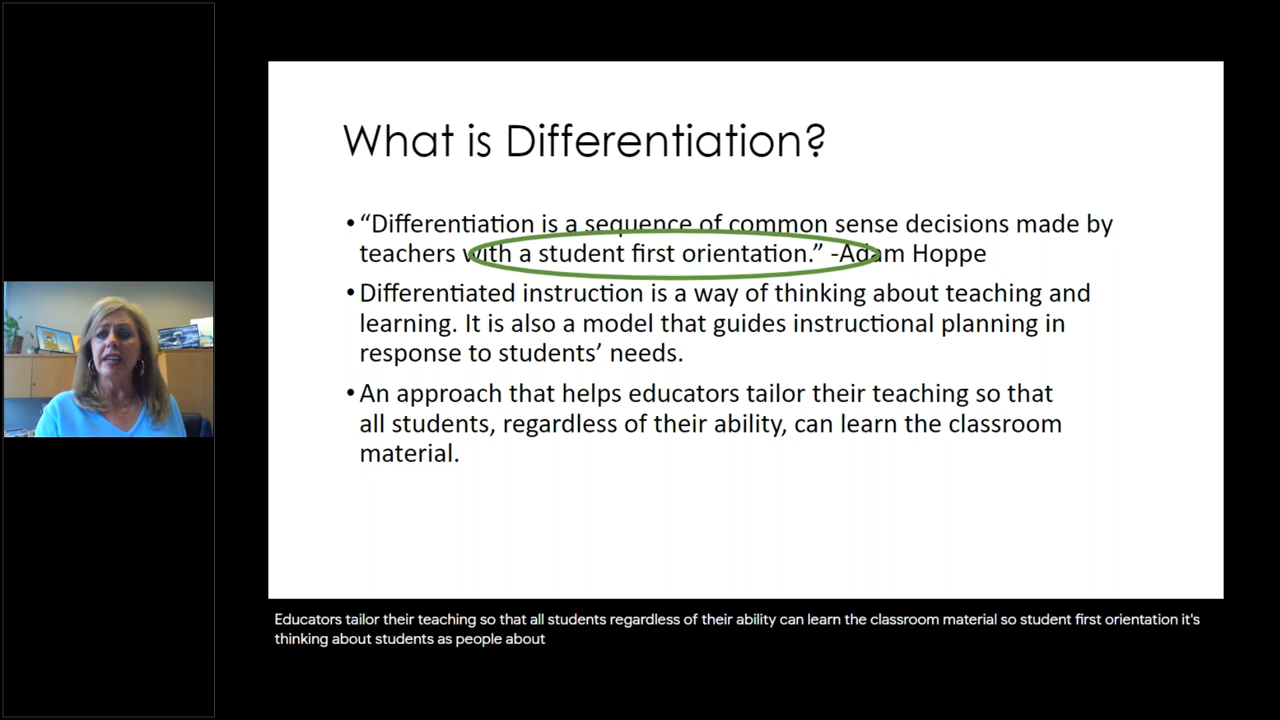 What is Differentiation?
• “Differentiation is a sequence of common sense decisions made by
teachers with a student first orientation.” -Adam Hoppe
• Differentiated instruction is a way of thinking about teaching and
learning. It is also a model that guides instructional planning in
response to students’ needs.
• An approach that helps educators tailor their teaching so that
all students, regardless of their ability, can learn the classroom
material.
Educators tailor their teaching so that all students regardless of their ability can learn the classroom material so student first orientation it's
thinking about students as people about